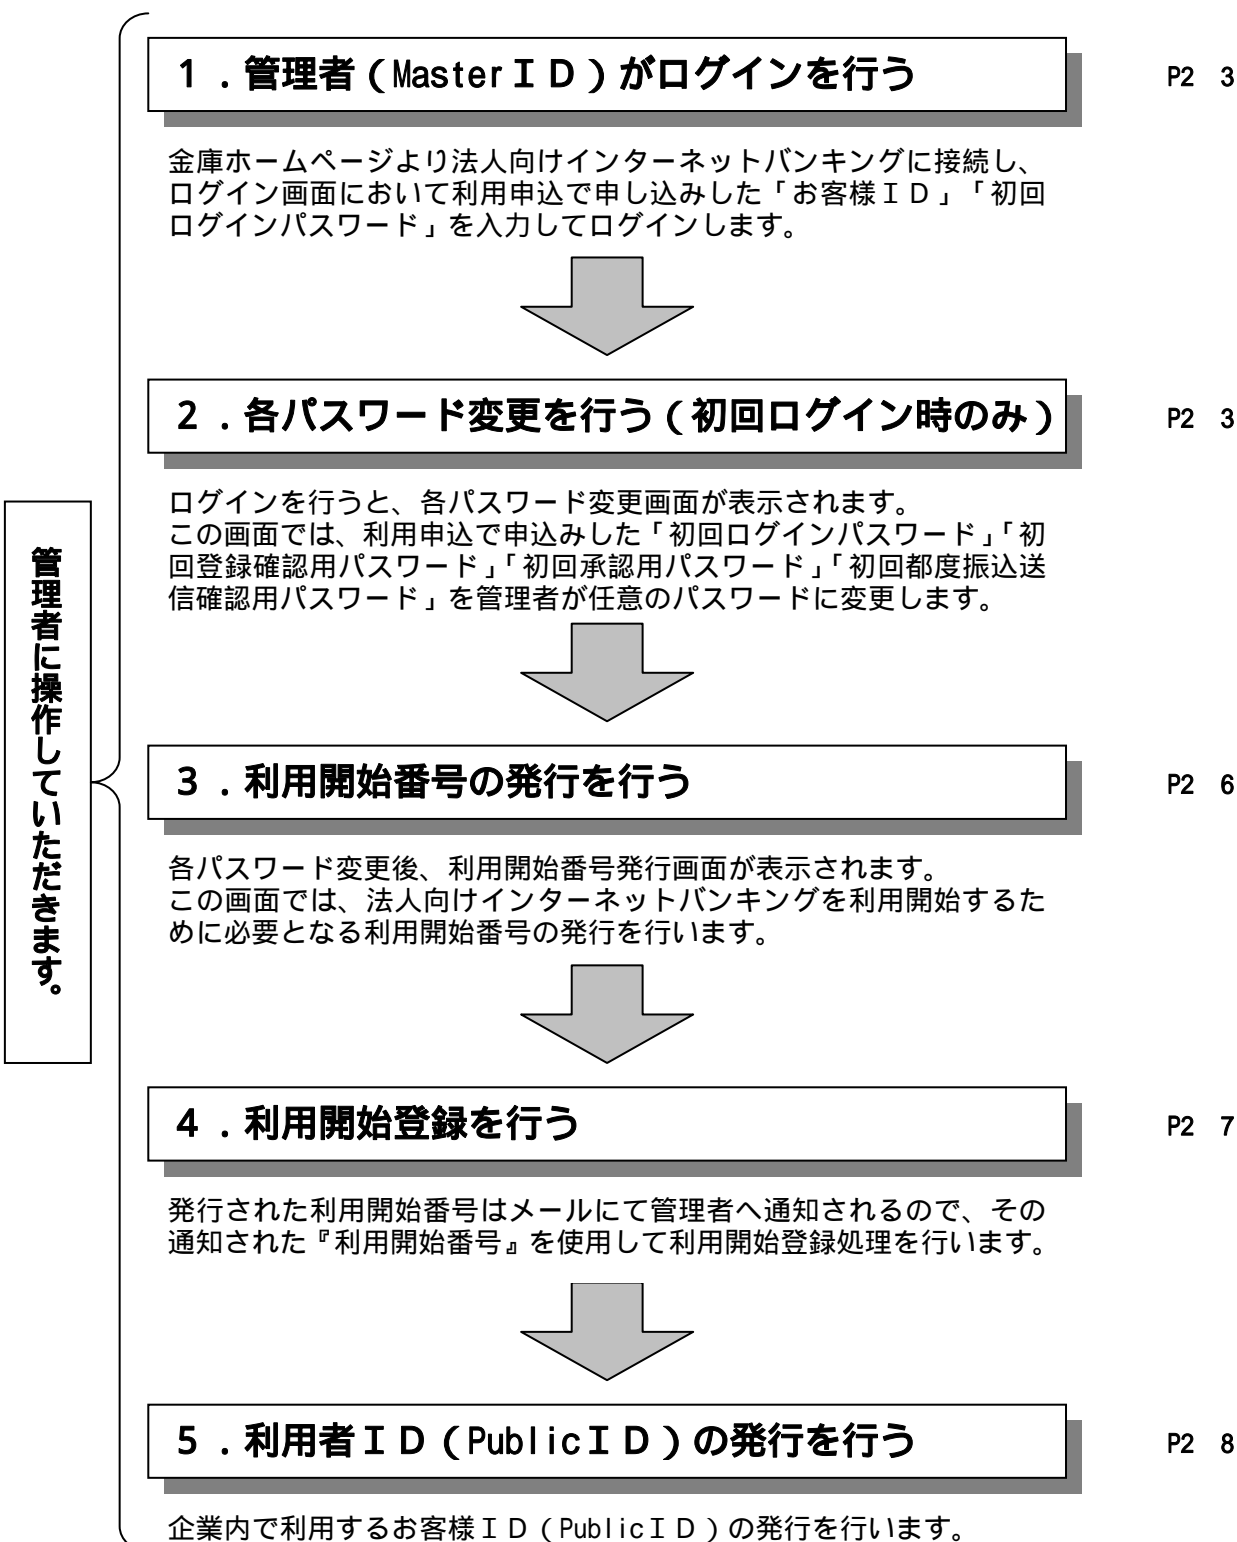 １．管理者（MasterＩＤ）がログインを行う
P2 3
金庫ホームページより法人向けインターネットバンキングに接続し、
ログイン画面において利用申込で申し込みした「お客様ＩＤ」「初回
ログインパスワード」を入力してログインします。
２．各パスワード変更を行う（初回ログイン時のみ）
P2 3
ログインを行うと、各パスワード変更画面が表示されます。
この画面では、利用申込で申込みした「初回ログインパスワード」「初
回登録確認用パスワード」「初回承認用パスワード」「初回都度振込送
信確認用パスワード」を管理者が任意のパスワードに変更します。
管理者に操作していただきます。
３．利用開始番号の発行を行う
P2 6
各パスワード変更後、利用開始番号発行画面が表示されます。
この画面では、法人向けインターネットバンキングを利用開始するた
めに必要となる利用開始番号の発行を行います。
４．利用開始登録を行う
P2 7
発行された利用開始番号はメールにて管理者へ通知されるので、その
通知された『利用開始番号』を使用して利用開始登録処理を行います。
５．利用者ＩＤ（PublicＩＤ）の発行を行う
P2 8
企業内で利用するお客様ＩＤ（PublicＩＤ）の発行を行います。